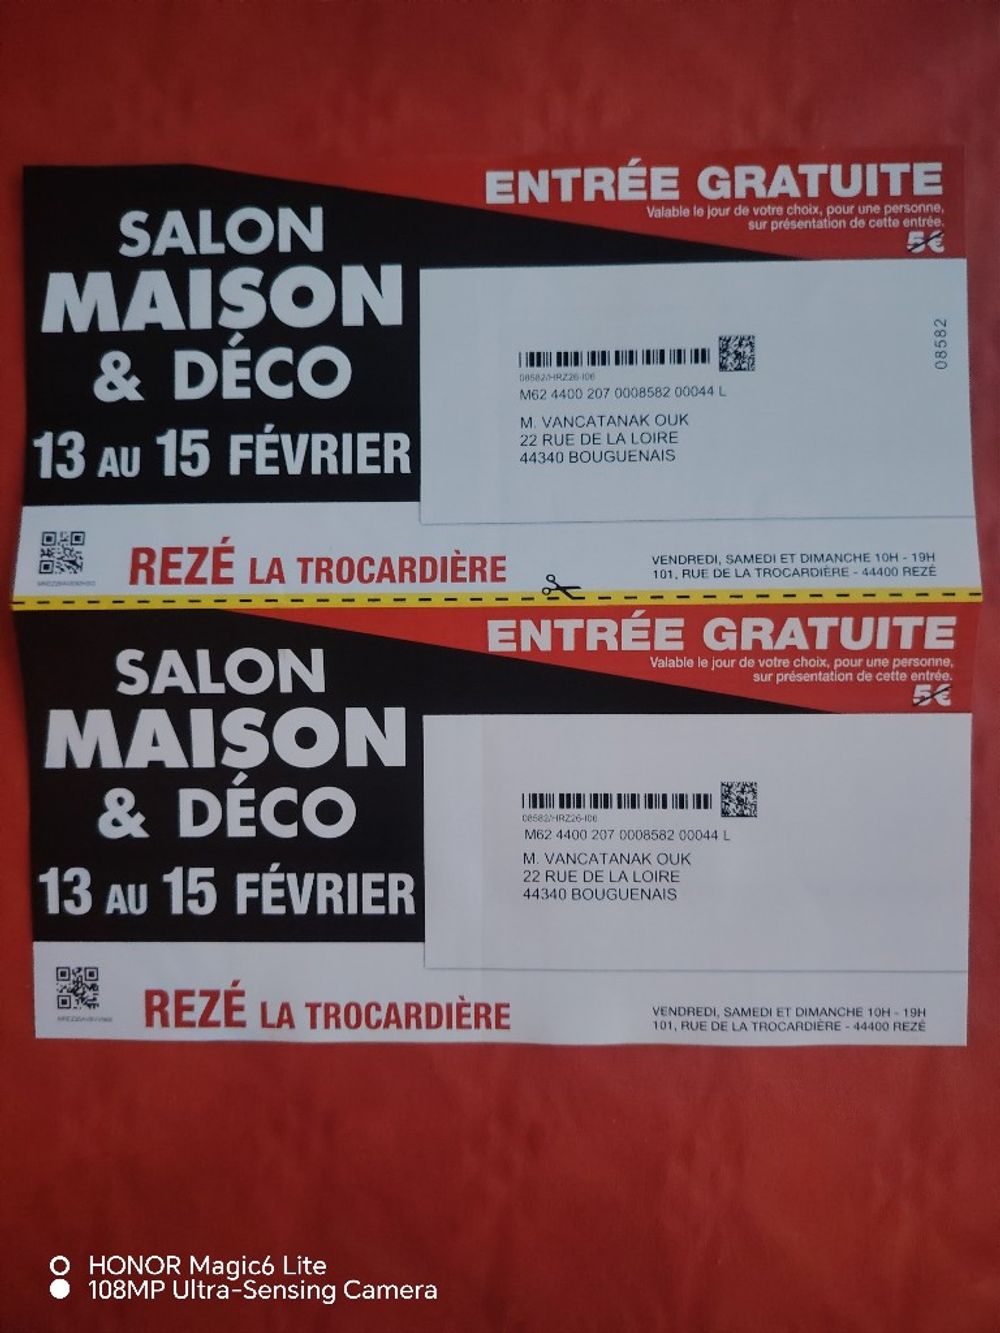 ENTRÉE GRATUITE
Valable le jour de votre choix, pour une personne,
sur présentation de cette entrée.
5€
SALON
MAISON
& DÉCO
13 AU 15 FÉVRIER
08582
08582/HRZ26-I06
M62 4400 207 0008582 00044 L
M. VANCATANAK OUK
22 RUE DE LA LOIRE
44340 BOUGUENAIS
REZÉ LA TROCARDIÈRE
VENDREDI, SAMEDI ET DIMANCHE 10H - 19H
101, RUE DE LA TROCARDIÈRE - 44400 REZÉ
ENTRÉE GRATUITE
Valable le jour de votre choix, pour une personne,
sur présentation de cette entrée.
5€
SALON
MAISON
& DÉCO
13 AU 15 FÉVRIER
08582/HRZ26-I06
M62 4400 207 0008582 00044 L
M. VANCATANAK OUK
22 RUE DE LA LOIRE
44340 BOUGUENAIS
REZÉ LA TROCARDIÈRE
VENDREDI, SAMEDI ET DIMANCHE 10H - 19H
101, RUE DE LA TROCARDIÈRE - 44400 REZÉ
HONOR Magic6 Lite
108MP Ultra-Sensing Camera